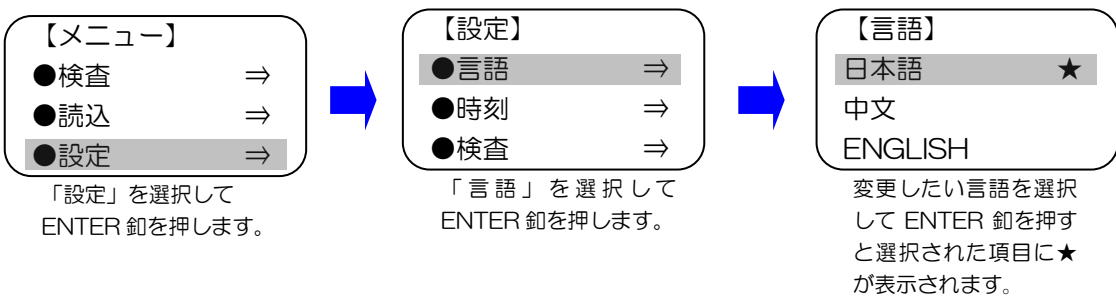 【メニュー】
●検査 ⇒
●読込 ⇒
●設定 ⇒
「設定」を選択して
ENTER 釦を押します。
【設定】
●言語 ⇒
●時刻 ⇒
●検査 ⇒
「言語」を選択して
ENTER 釦を押します。
【言語】
日本語 ★
中文
ENGLISH
変更したい言語を選択
して ENTER 釦を押す
と選択された項目に★
が表示されます。